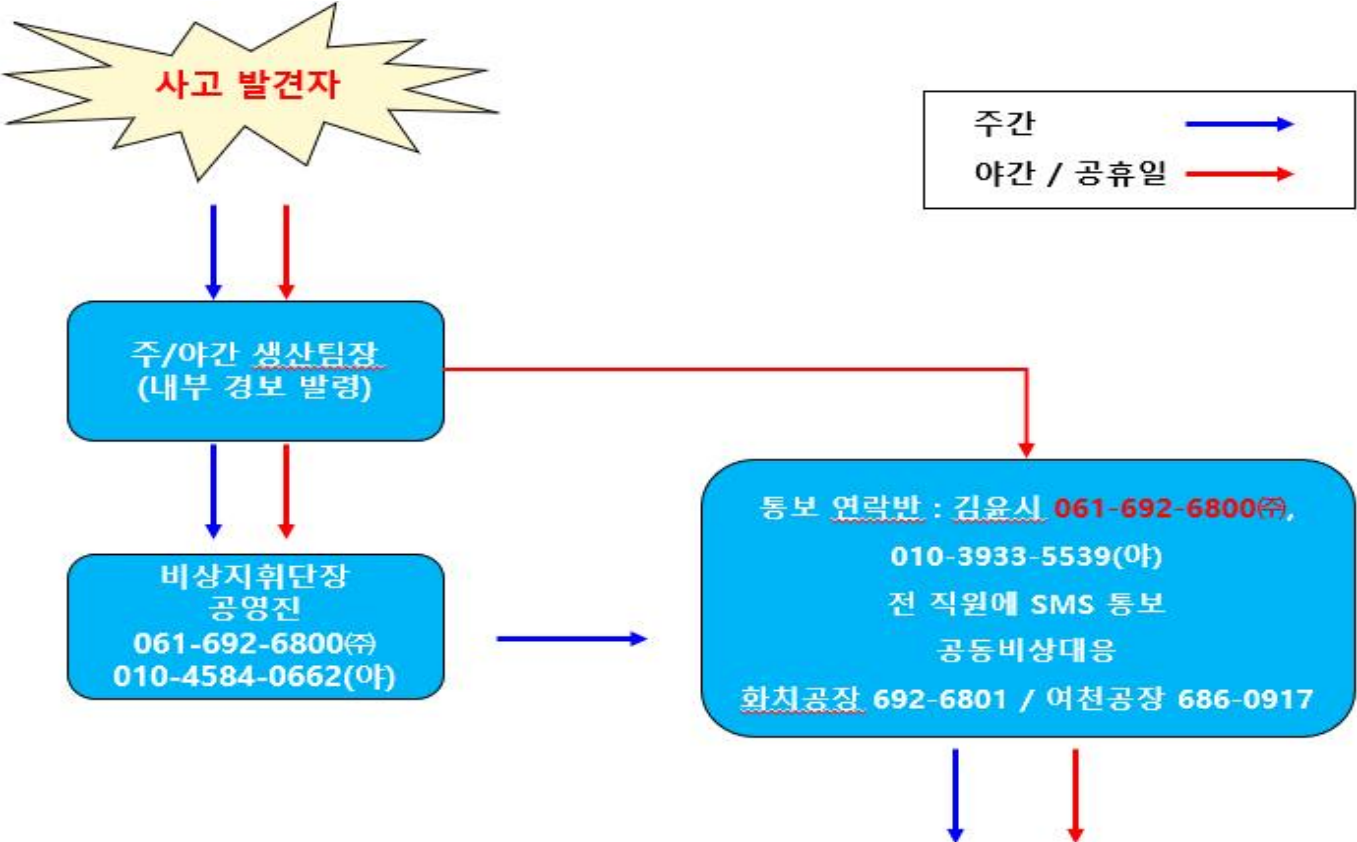 사고 발견자
주간
야간 / 공휴일
주/야간 생산팀장
(내부 경보 발령)
통보 연락반 : 김윤시 061-692-6800㈜,
010-3933-5539(야)
전 직원에 SMS 통보
공동비상대응
화치공장 692-6801 / 여천공장 686-0917
비상지휘단장
공영진
061-692-6800㈜
010-4584-0662(야)